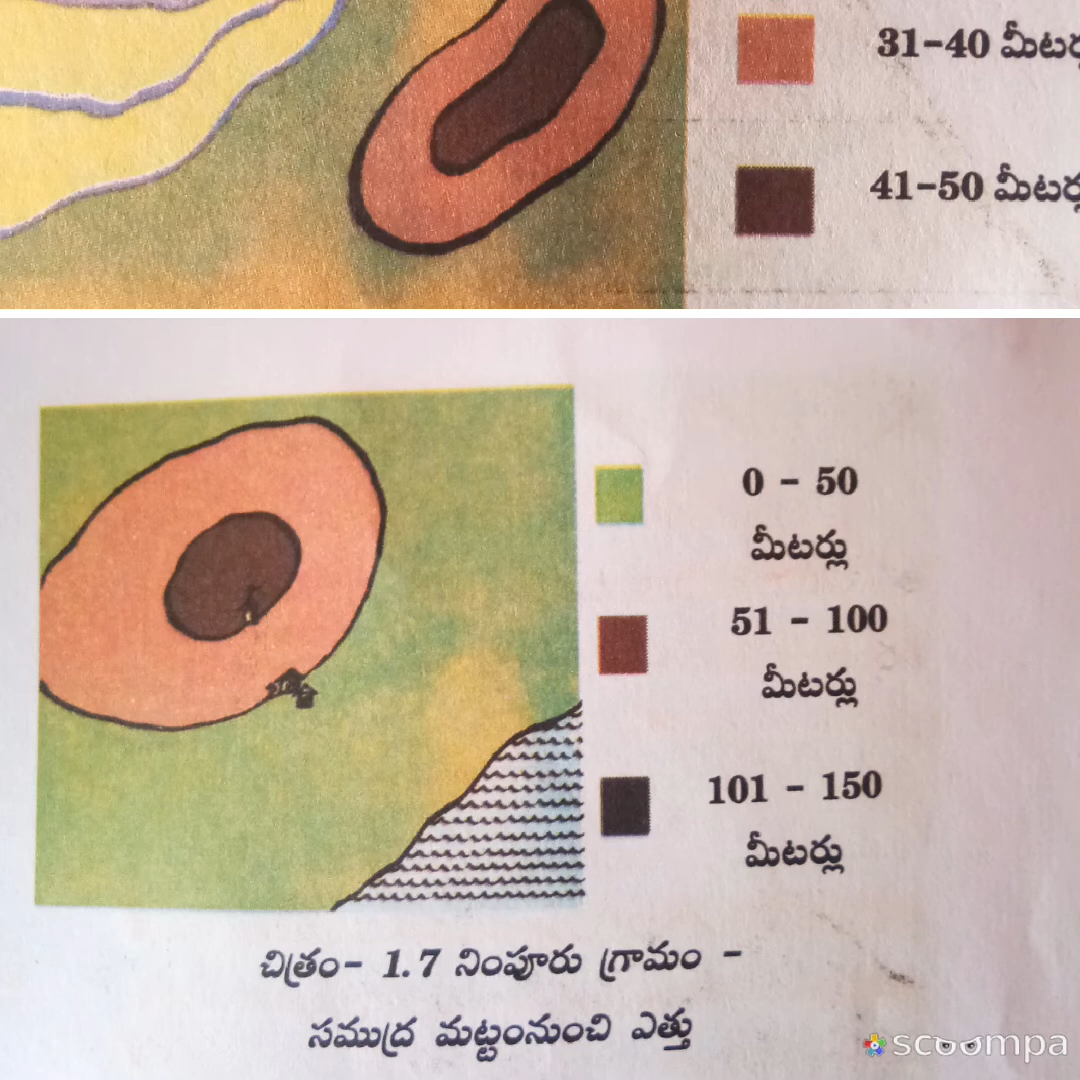 31-40 మీటర్లు
41-50 మీటర్లు
0 - 50
మీటర్లు
51 - 100
మీటర్లు
101 - 150
మీటర్లు
చిత్రం- 1.7 నింపూరు గ్రామం -
సముద్ర మట్టంనుంచి ఎత్తు
scoompa